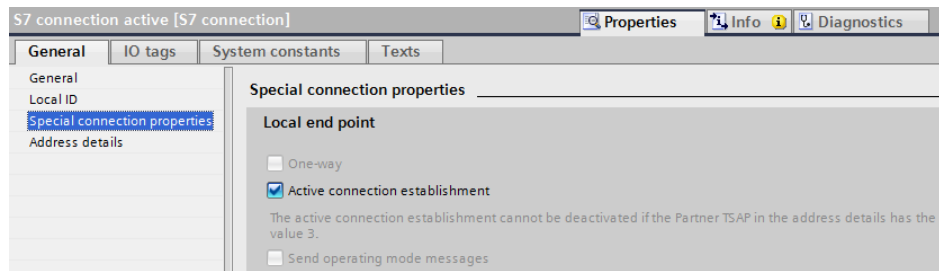 S7 connection active [S7 connection]
Properties
Info
Diagnostics
General
IO tags
System constants
Texts
General
Local ID
Special connection properties
Address details
Special connection properties
Local end point
One-way
Active connection establishment
The active connection establishment cannot be deactivated if the Partner TSAP in the address details has the
value 3.
Send operating mode messages